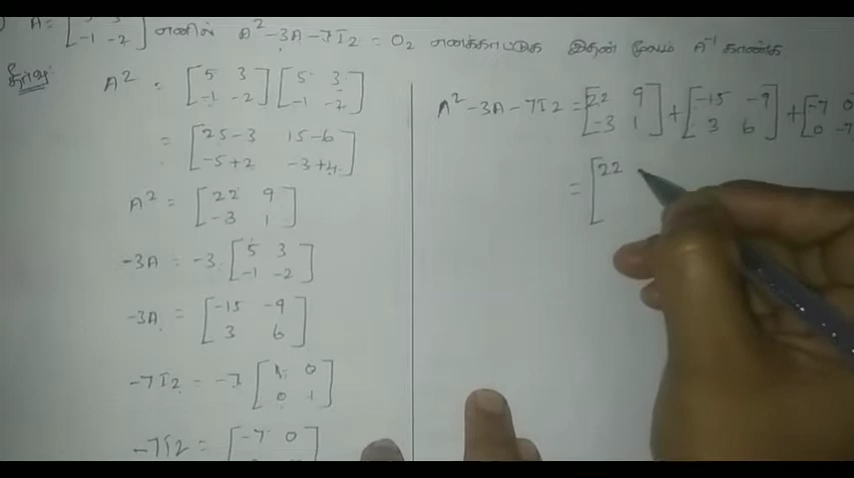 A = [ -1 -2 ] எனில் A² - 3A - 7I2 = O2 எனக்காட்டுக இதன் மூலம் A⁻¹ காண்க
தீர்வு
A² = [ 5 3 ] [ 5 3 ]
[ -1 -2 ] [ -1 -2 ]
= [ 25-3 15-6 ]
[ -5+2 -3+4 ]
A² = [ 22 9 ]
[ -3 1 ]
-3A = -3 [ 5 3 ]
[ -1 -2 ]
-3A = [ -15 -9 ]
[ 3 6 ]
-7I2 = -7 [ 1 0 ]
[ 0 1 ]
-7I2 = [ -7 0 ]
A² - 3A - 7I2 = [ 22 9 ] + [ -15 -9 ] + [ -7 0
[ -3 1 ] [ 3 6 ] [ 0 -7
= [ 22